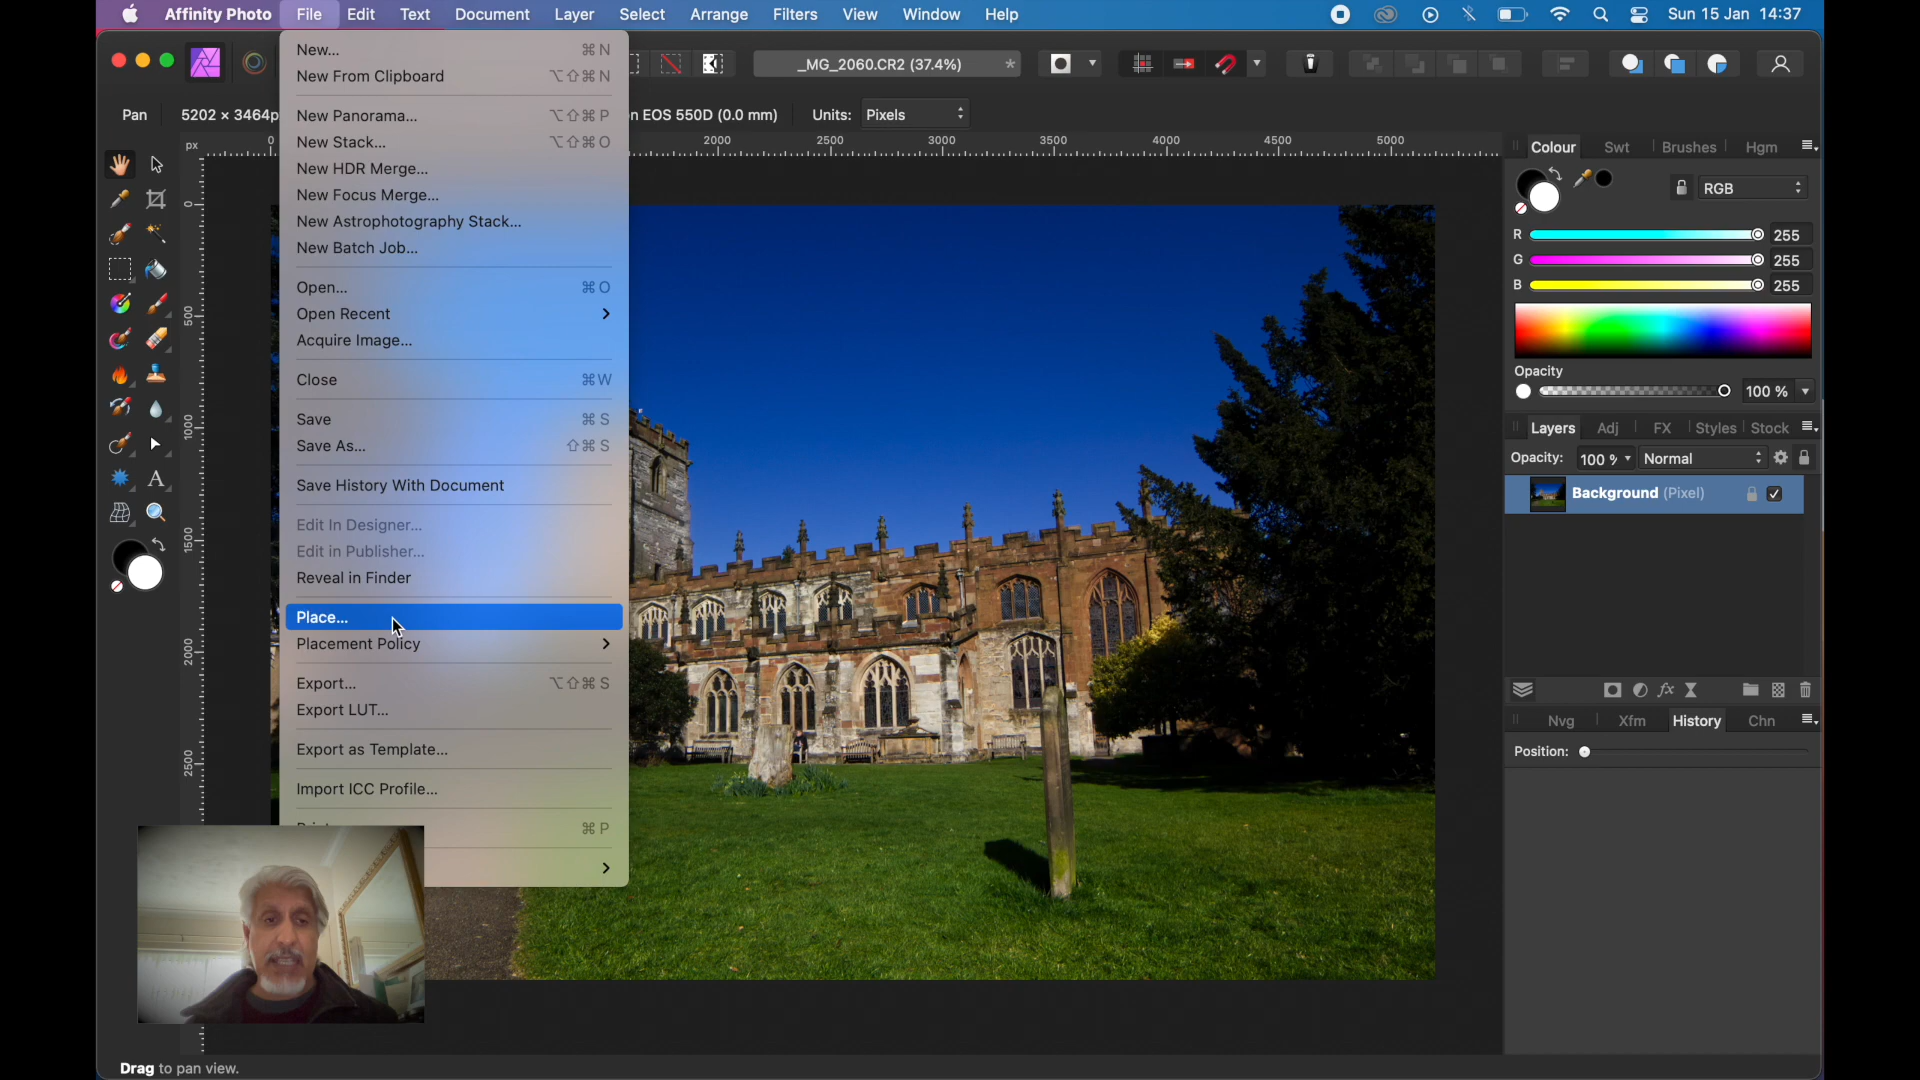 Affinity Photo File Edit Text Document Layer Select Arrange Filters View Window Help Sun 15 Jan 14:37
_MG_2060.CR2 (37.4%) *
Pan 5202 × 3464p n EOS 550D (0.0 mm) Units: Pixels
px 0 2000 2500 3000 3500 4000 4500 5000
0
500
1000
1500
2000
2500
New... ⌘ N
New From Clipboard ⌥⇧⌘ N
New Panorama... ⌥⇧⌘ P
New Stack... ⌥⇧⌘ O
New HDR Merge...
New Focus Merge...
New Astrophotography Stack...
New Batch Job...
Open... ⌘ O
Open Recent
Acquire Image...
Close ⌘W
Save ⌘ S
Save As... ⇧⌘ S
Save History With Document
Edit In Designer...
Edit in Publisher...
Reveal in Finder
Place...
Placement Policy
Export... ⌥⇧⌘ S
Export LUT...
Export as Template...
Import ICC Profile...
⌘ P
Colour Swt Brushes Hgm
RGB
R 255
G 255
B 255
Opacity
100 %
Layers Adj FX Styles Stock
Opacity: 100 % Normal
Background (Pixel)
Nvg Xfm History Chn
Position:
Drag to pan view.